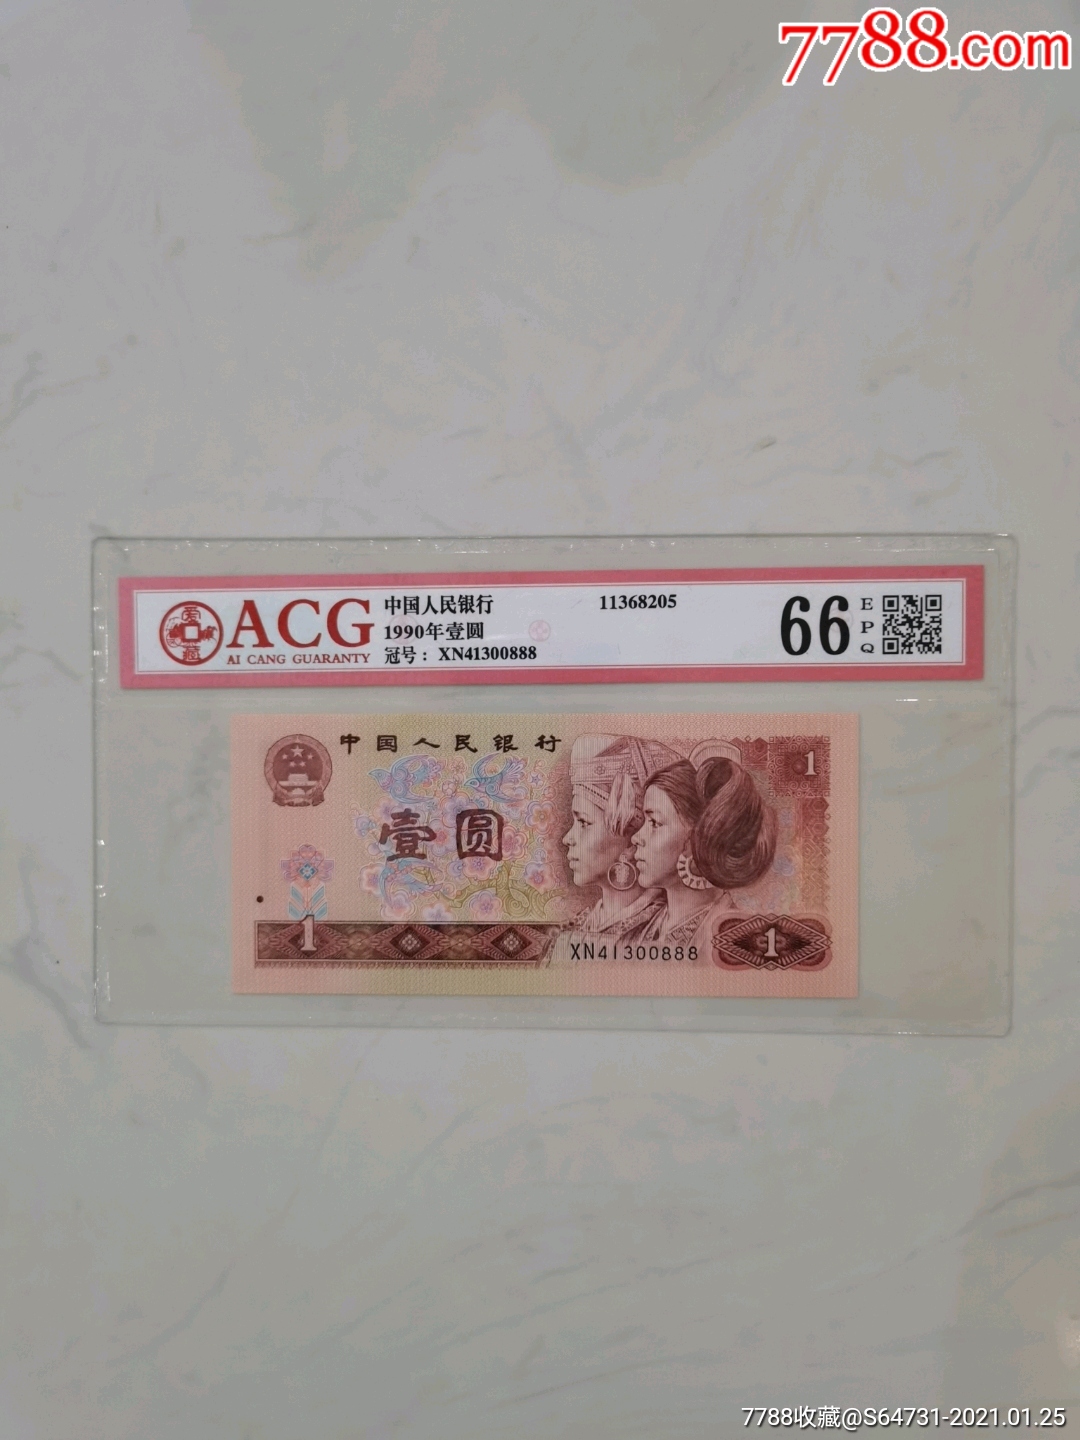 7788.com
ACG
AI CANG GUARANTY
爱藏
中国人民银行
1990年壹圆
冠号：XN41300888
11368205
66
E
P
Q
中国人民银行
1
壹圆
1
XN41300888
1
7788收藏@S64731-2021.01.25